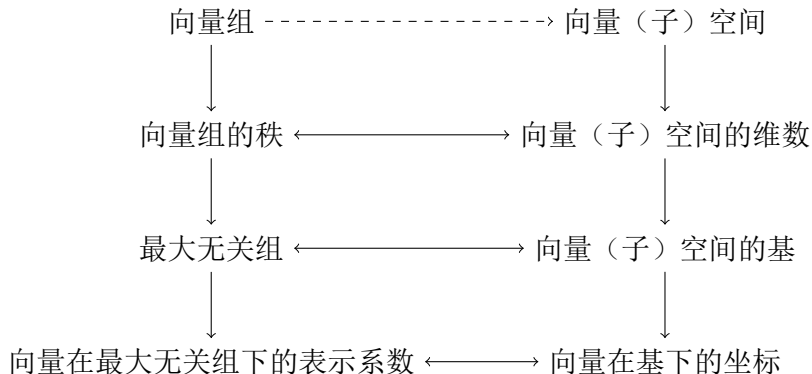 向量组 向量（子）空间
向量组的秩 向量（子）空间的维数
最大无关组 向量（子）空间的基
向量在最大无关组下的表示系数 向量在基下的坐标